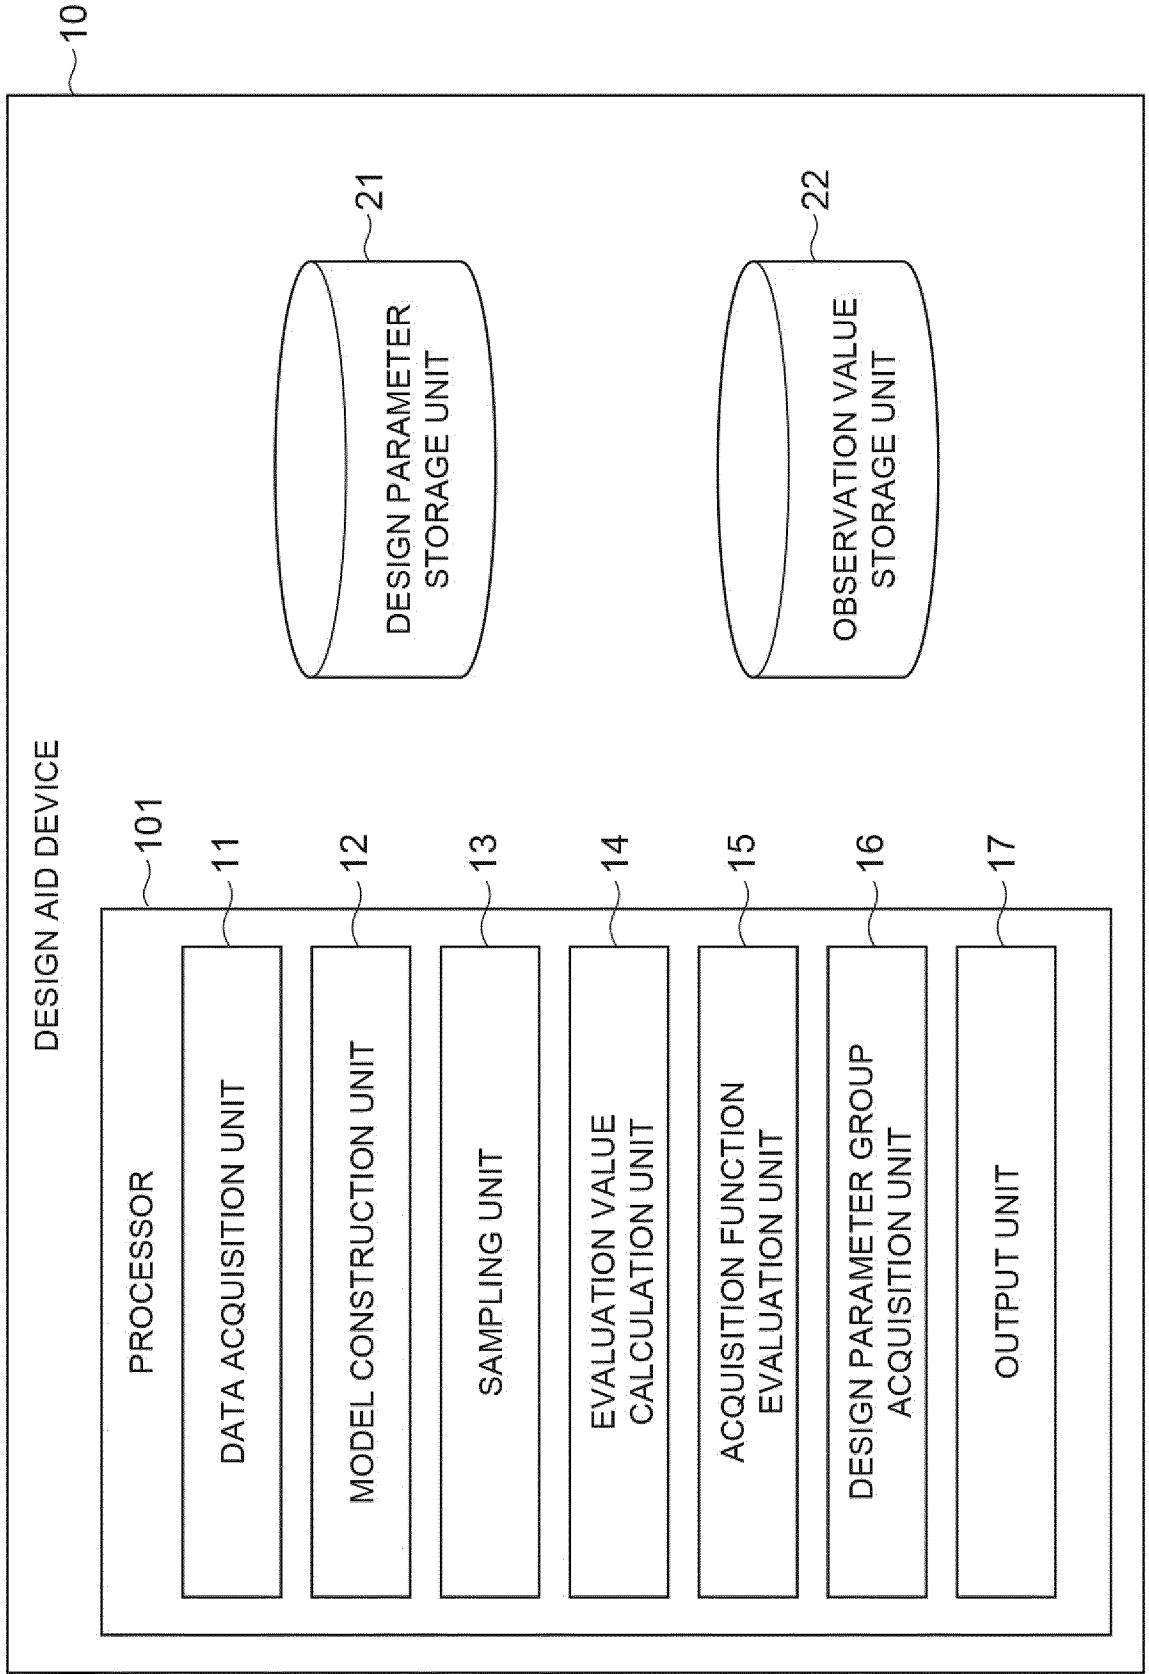 10
DESIGN AID DEVICE
PROCESSOR
101
DATA ACQUISITION UNIT
11
MODEL CONSTRUCTION UNIT
12
SAMPLING UNIT
13
EVALUATION VALUE
CALCULATION UNIT
14
ACQUISITION FUNCTION
EVALUATION UNIT
15
DESIGN PARAMETER GROUP
ACQUISITION UNIT
16
OUTPUT UNIT
17
DESIGN PARAMETER
STORAGE UNIT
21
OBSERVATION VALUE
STORAGE UNIT
22